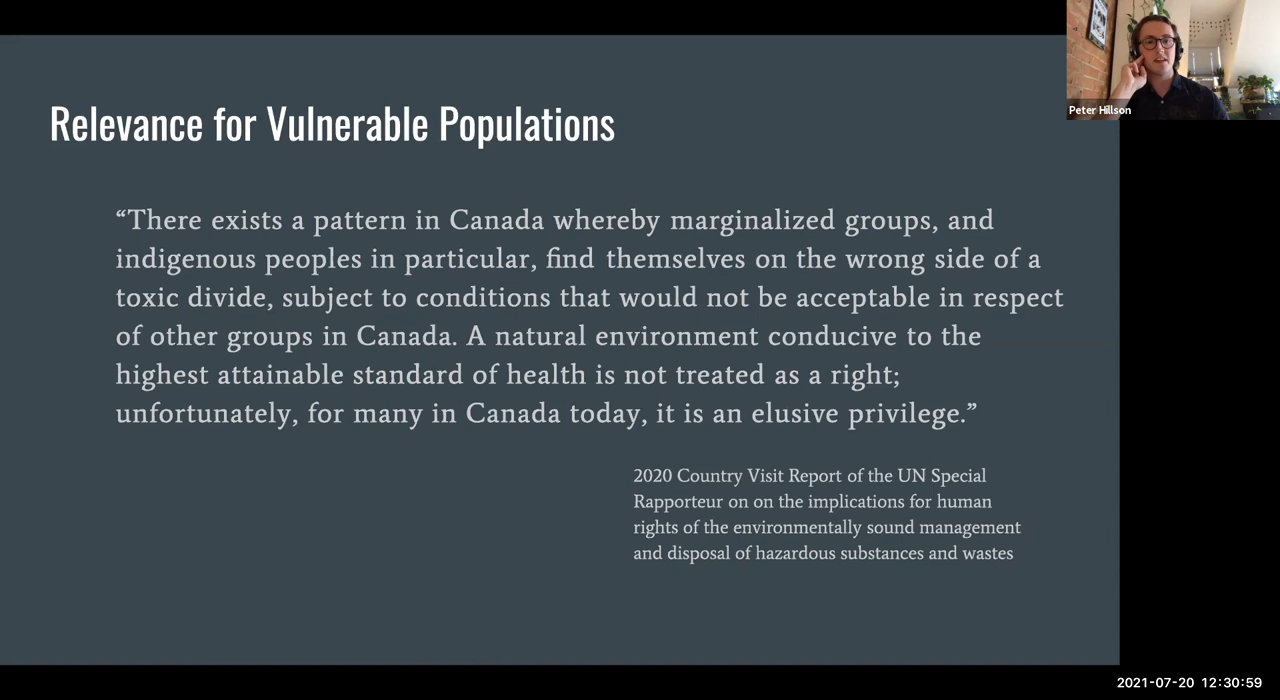 Relevance for Vulnerable Populations
“There exists a pattern in Canada whereby marginalized groups, and
indigenous peoples in particular, find themselves on the wrong side of a
toxic divide, subject to conditions that would not be acceptable in respect
of other groups in Canada. A natural environment conducive to the
highest attainable standard of health is not treated as a right;
unfortunately, for many in Canada today, it is an elusive privilege.”
2020 Country Visit Report of the UN Special
Rapporteur on on the implications for human
rights of the environmentally sound management
and disposal of hazardous substances and wastes
Peter Hillson
2021-07-20 12:30:59